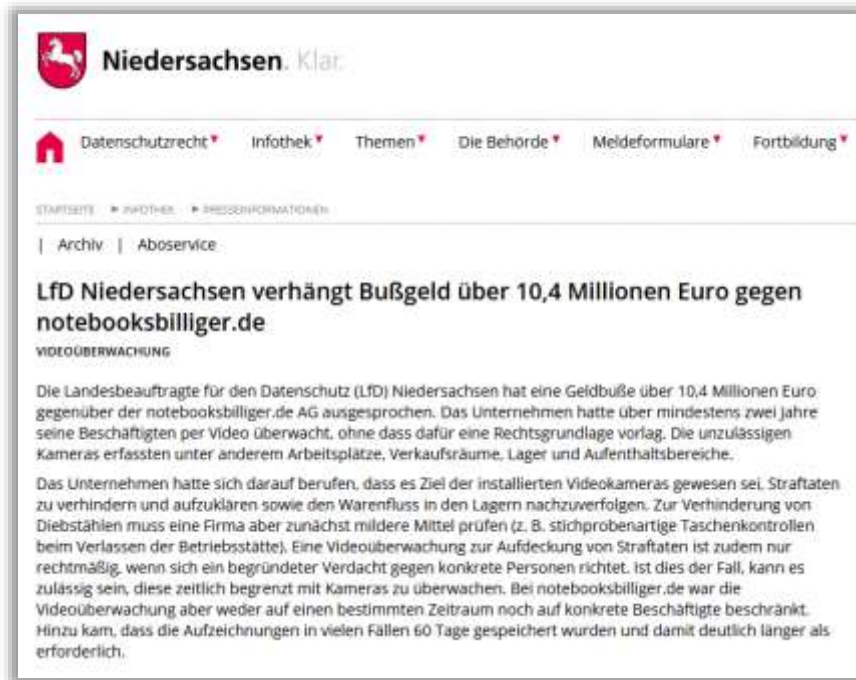 Niedersachsen. Klar.
Datenschutzrecht Infothek Themen Die Behörde Meldeformulare Fortbildung
STARTSEITE ▸ INFOTHEK ▸ PRESSEINFORMATIONEN
| Archiv | Aboservice
LfD Niedersachsen verhängt Bußgeld über 10,4 Millionen Euro gegen
notebooksbilliger.de
VIDEOÜBERWACHUNG
Die Landesbeauftragte für den Datenschutz (LfD) Niedersachsen hat eine Geldbuße über 10,4 Millionen Euro
gegenüber der notebooksbilliger.de AG ausgesprochen. Das Unternehmen hatte über mindestens zwei Jahre
seine Beschäftigten per Video überwacht, ohne dass dafür eine Rechtsgrundlage vorlag. Die unzulässigen
Kameras erfassten unter anderem Arbeitsplätze, Verkaufsräume, Lager und Aufenthaltsbereiche.
Das Unternehmen hatte sich darauf berufen, dass es Ziel der installierten Videokameras gewesen sei, Straftaten
zu verhindern und aufzuklären sowie den Warenfluss in den Lagern nachzuverfolgen. Zur Verhinderung von
Diebstählen muss eine Firma aber zunächst mildere Mittel prüfen (z. B. stichprobenartige Taschenkontrollen
beim Verlassen der Betriebsstätte). Eine Videoüberwachung zur Aufdeckung von Straftaten ist zudem nur
rechtmäßig, wenn sich ein begründeter Verdacht gegen konkrete Personen richtet. Ist dies der Fall, kann es
zulässig sein, diese zeitlich begrenzt mit Kameras zu überwachen. Bei notebooksbilliger.de war die
Videoüberwachung aber weder auf einen bestimmten Zeitraum noch auf konkrete Beschäftigte beschränkt.
Hinzu kam, dass die Aufzeichnungen in vielen Fällen 60 Tage gespeichert wurden und damit deutlich länger als
erforderlich.